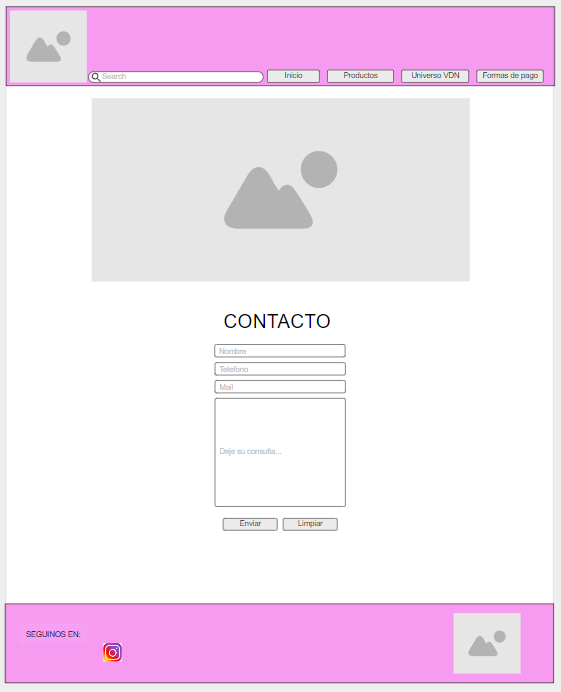 Search
Inicio
Productos
Universo VDN
Formas de pago
CONTACTO
Nombre
Telefono
Mail
Deje su consulta...
Enviar
Limpiar
SEGUINOS EN: